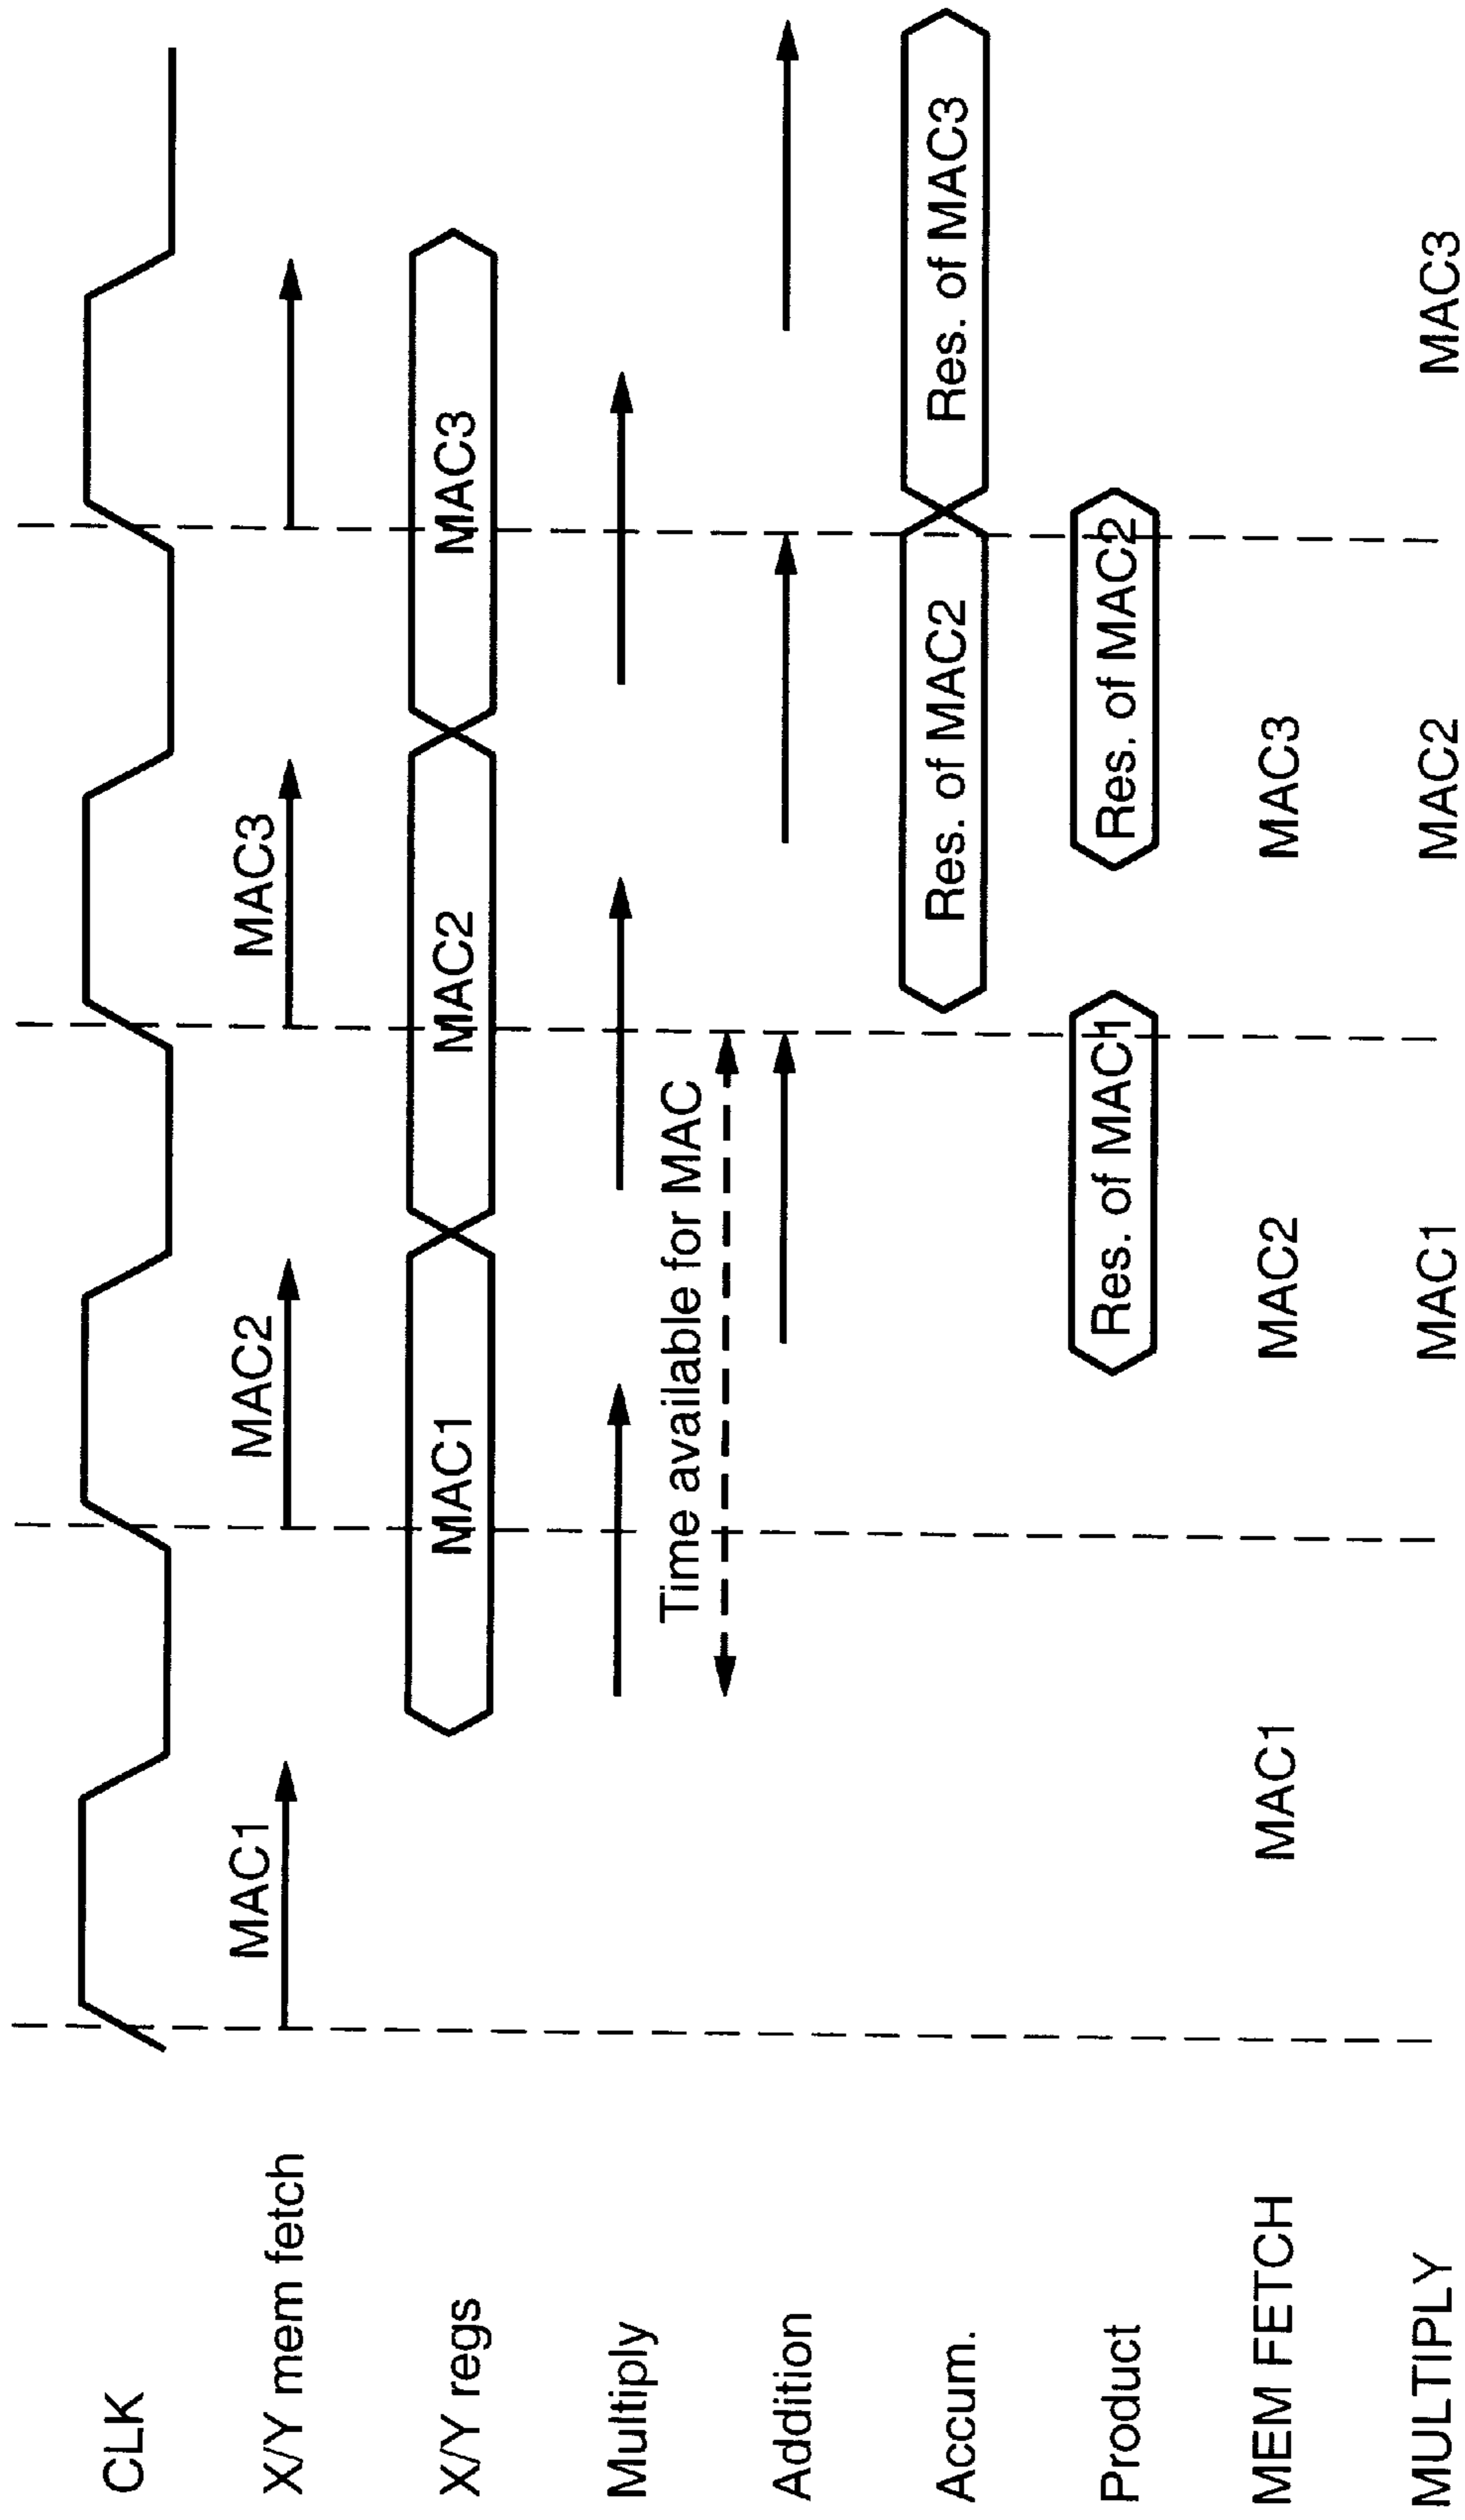 CLK
X/Y mem fetch
MAC1
MAC2
MAC3
X/Y regs
MAC1
MAC2
MAC3
Multiply
Time available for MAC
Addition
Accum.
Res. of MAC2
Res. of MAC3
Product
Res. of MAC1
Res. of MAC2
MEM FETCH
MAC1
MAC2
MAC3
MULTIPLY
MAC1
MAC2
MAC3